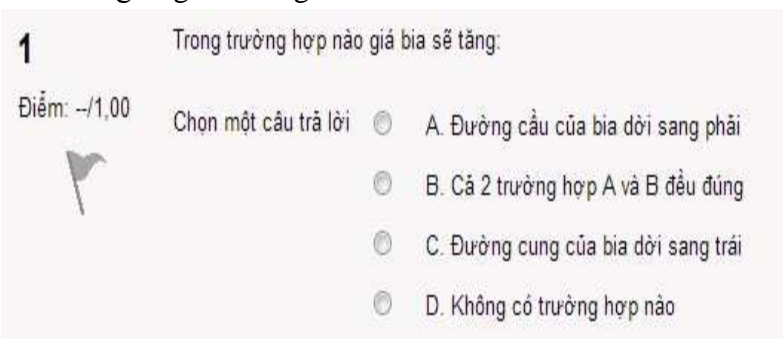 1
Trong trường hợp nào giá bia sẽ tăng:
Điểm: --/1,00
Chọn một câu trả lời
A. Đường cầu của bia dời sang phải
B. Cả 2 trường hợp A và B đều đúng
C. Đường cung của bia dời sang trái
D. Không có trường hợp nào